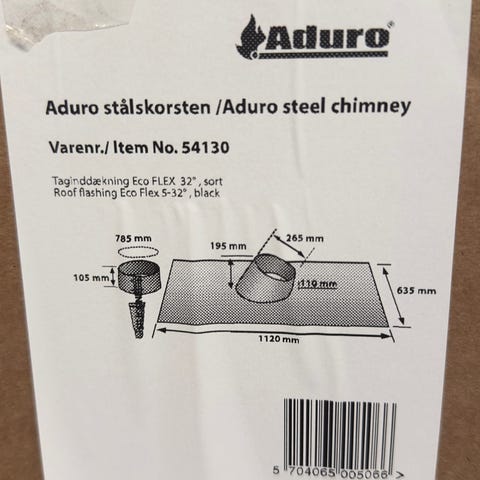 Aduro®
Aduro stålskorsten /Aduro steel chimney
Varenr./ Item No. 54130
Taginddækning Eco FLEX 32°, sort
Roof flashing Eco Flex 5-32°, black
785 mm
195 mm
265 mm
105 mm
110 mm
635 mm
1120 mm
5 704065 005066 >